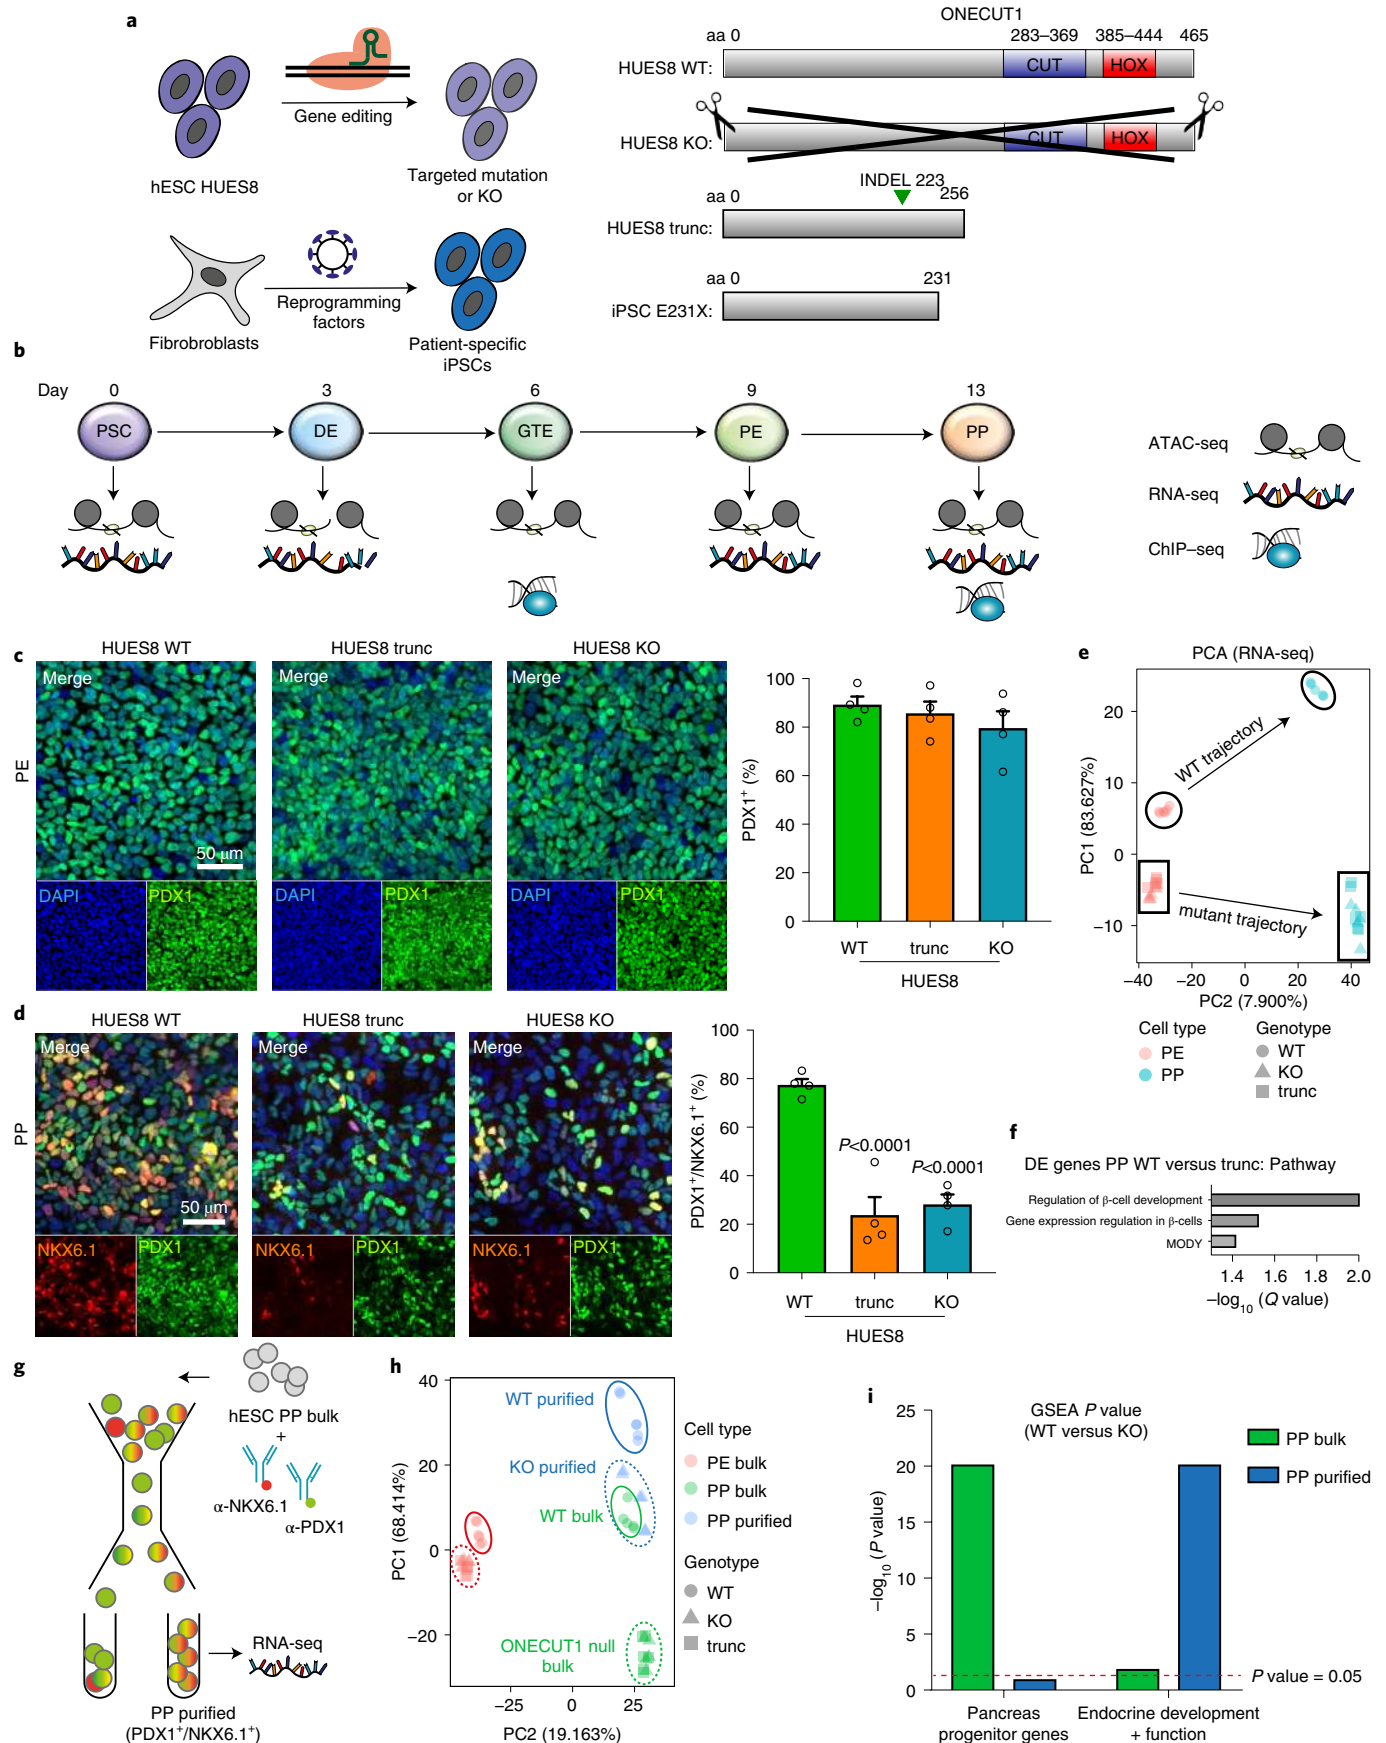 a
hESC HUES8
Gene editing
Targeted mutation
or KO
Fibrobroblasts
Reprogramming
factors
Patient-specific
iPSCs
ONECUT1
aa 0
283–369
385–444
465
HUES8 WT:
CUT
HOX
HUES8 KO:
CUT
HOX
INDEL 223
aa 0
256
HUES8 trunc:
aa 0
231
iPSC E231X:
b
Day
0
3
6
9
13
PSC
DE
GTE
PE
PP
ATAC-seq
RNA-seq
ChIP–seq
c
HUES8 WT
HUES8 trunc
HUES8 KO
PE
Merge
Merge
Merge
50 μm
DAPI
PDX1
DAPI
PDX1
DAPI
PDX1
PDX1+ (%)
100
80
60
40
20
0
WT
trunc
KO
HUES8
e
PCA (RNA-seq)
PC1 (83.627%)
20
10
0
−10
WT trajectory
mutant trajectory
−40
−20
0
20
40
PC2 (7.900%)
Cell type
PE
PP
Genotype
WT
KO
trunc
d
HUES8 WT
HUES8 trunc
HUES8 KO
PP
Merge
Merge
Merge
50 μm
NKX6.1
PDX1
NKX6.1
PDX1
NKX6.1
PDX1
PDX1+/NKX6.1+ (%)
100
80
60
40
20
0
P<0.0001
P<0.0001
WT
trunc
KO
HUES8
f
DE genes PP WT versus trunc: Pathway
Regulation of β-cell development
Gene expression regulation in β-cells
MODY
1.4
1.6
1.8
2.0
–log10 (Q value)
g
hESC PP bulk
+
α-NKX6.1
α-PDX1
RNA-seq
PP purified
(PDX1+/NKX6.1+)
h
PC1 (68.414%)
40
20
0
−20
WT purified
KO purified
WT bulk
ONECUT1 null
bulk
−25
0
25
PC2 (19.163%)
Cell type
PE bulk
PP bulk
PP purified
Genotype
WT
KO
trunc
i
GSEA P value
(WT versus KO)
PP bulk
PP purified
–log10 (P value)
25
20
15
10
5
0
P value = 0.05
Pancreas
progenitor genes
Endocrine development
+ function